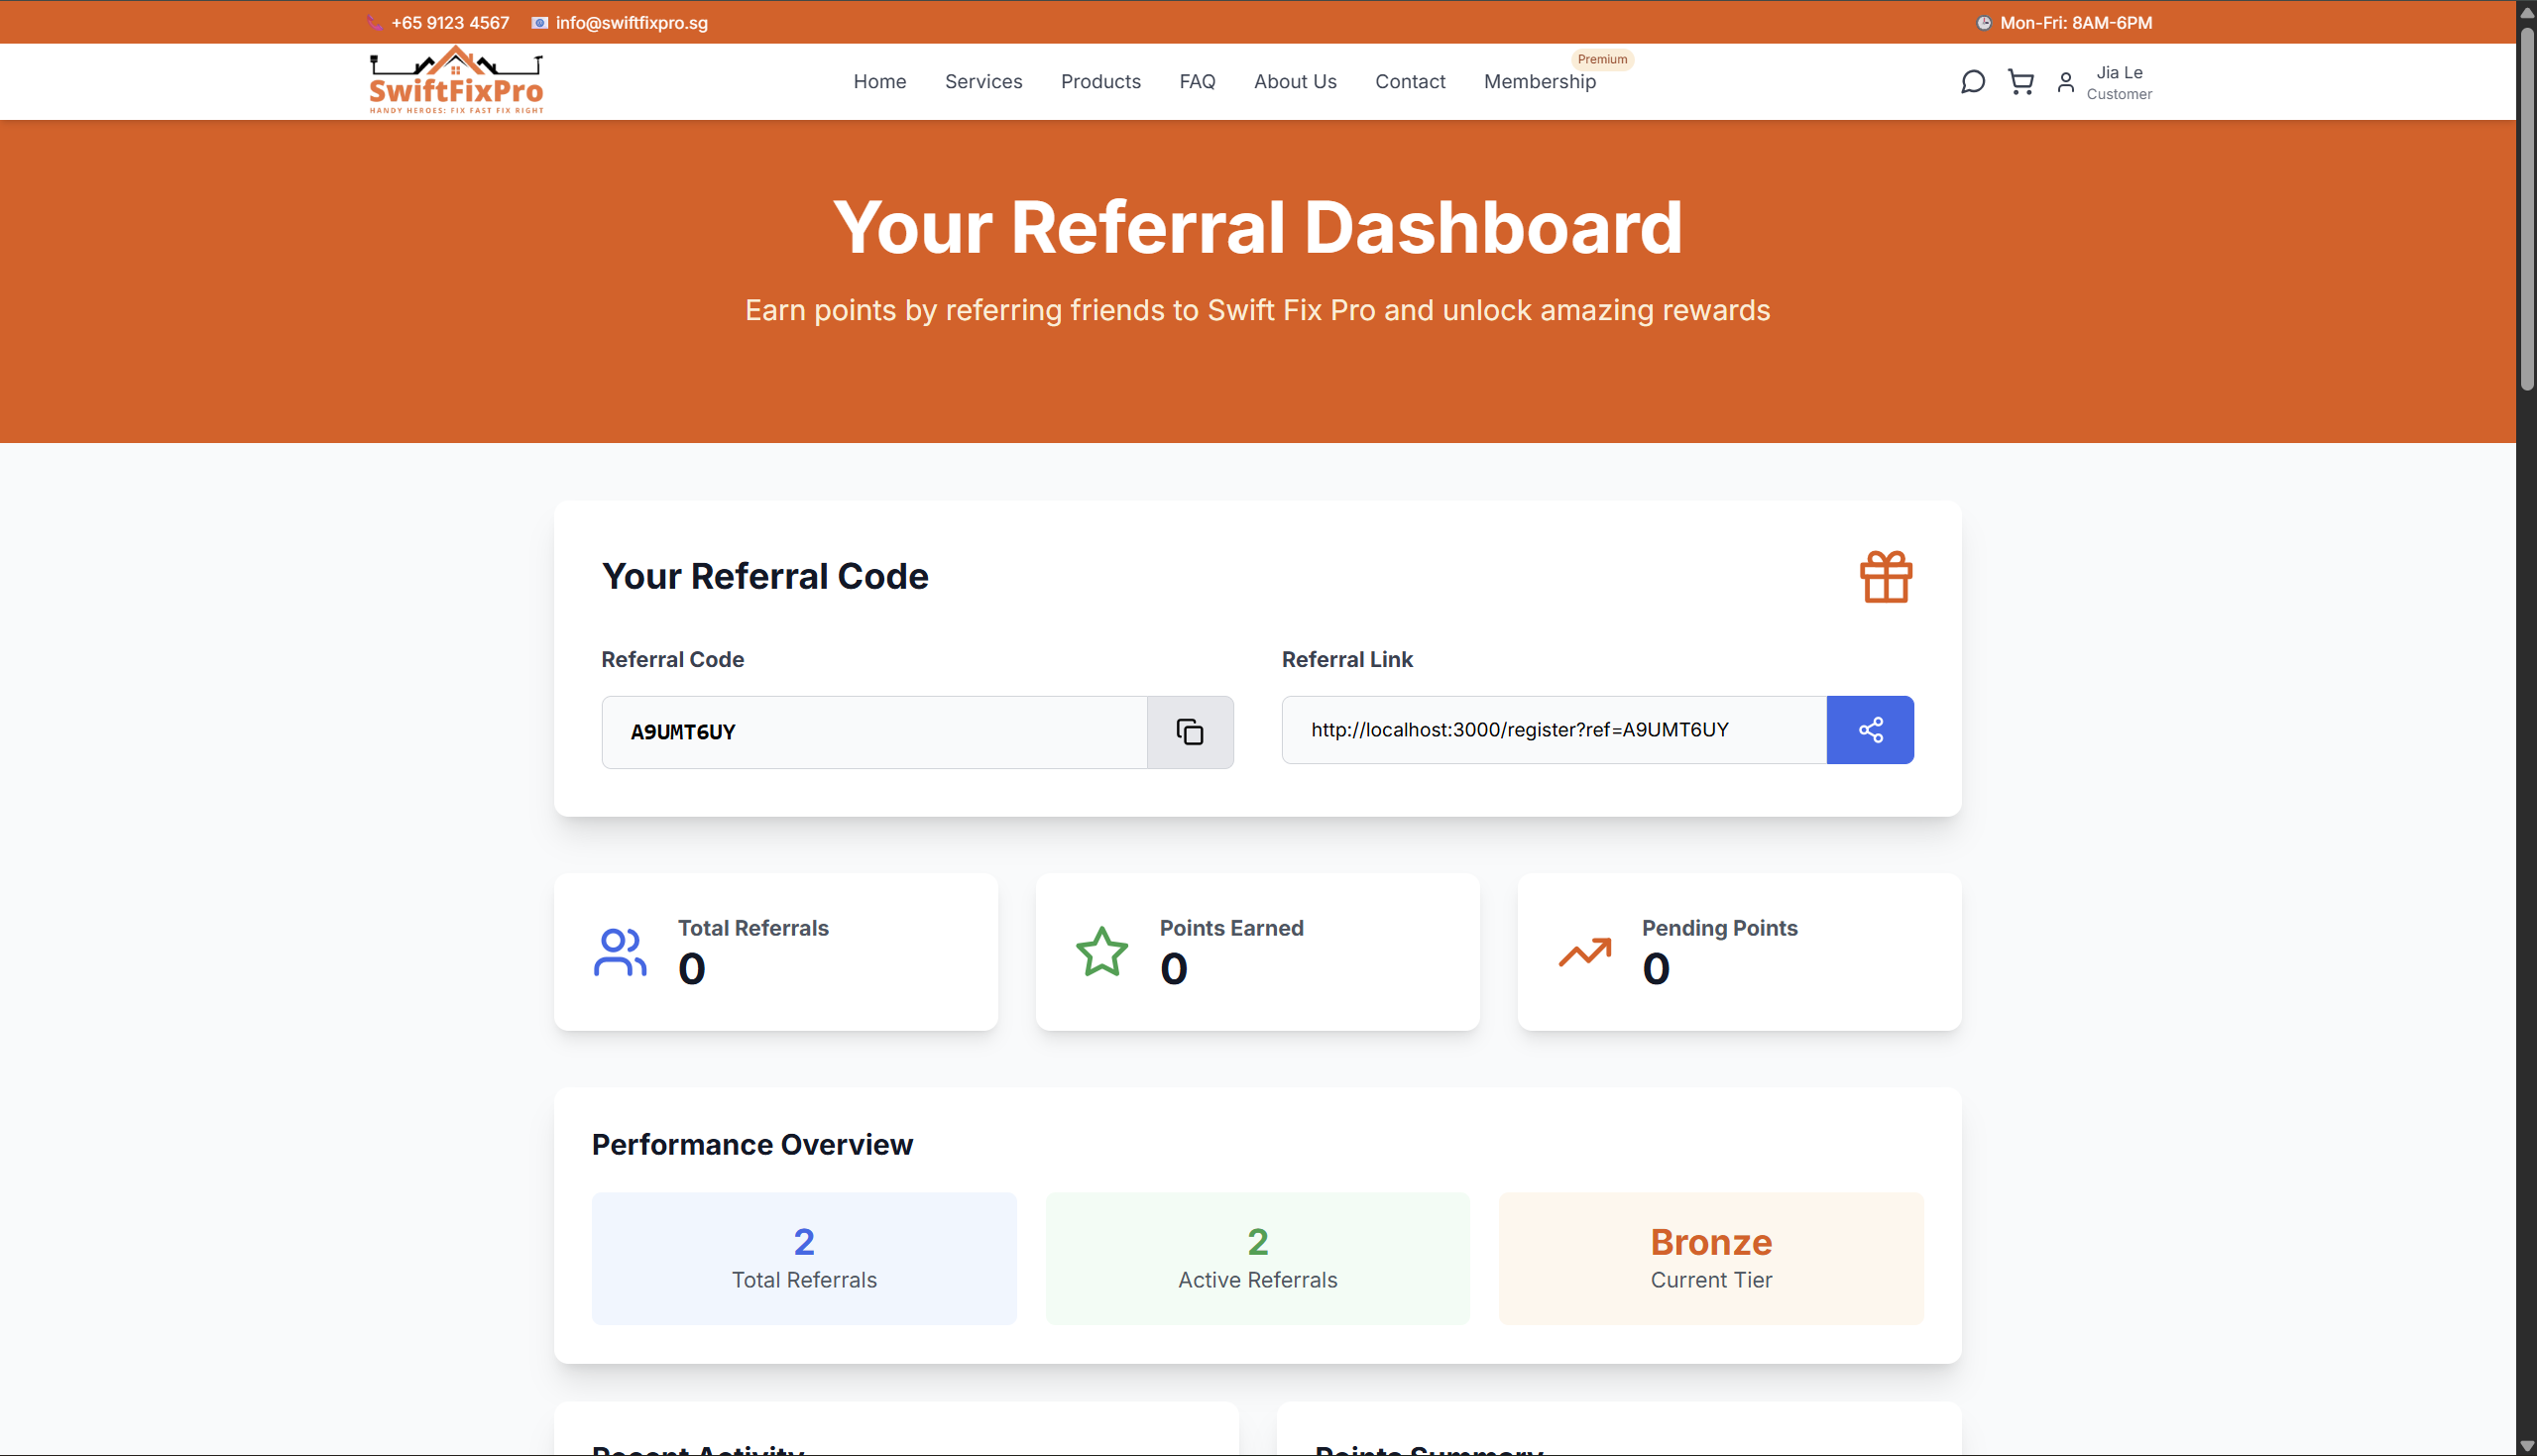 +65 9123 4567 info@swiftfixpro.sg Mon-Fri: 8AM-6PM
SwiftFixPro
HANDY HEROES: FIX FAST FIX RIGHT
Home Services Products FAQ About Us Contact Membership Premium
Jia Le
Customer
Your Referral Dashboard
Earn points by referring friends to Swift Fix Pro and unlock amazing rewards
Your Referral Code
Referral Code
A9UMT6UY
Referral Link
http://localhost:3000/register?ref=A9UMT6UY
Total Referrals
0
Points Earned
0
Pending Points
0
Performance Overview
2
Total Referrals
2
Active Referrals
Bronze
Current Tier
Recent Activity
Points Summary